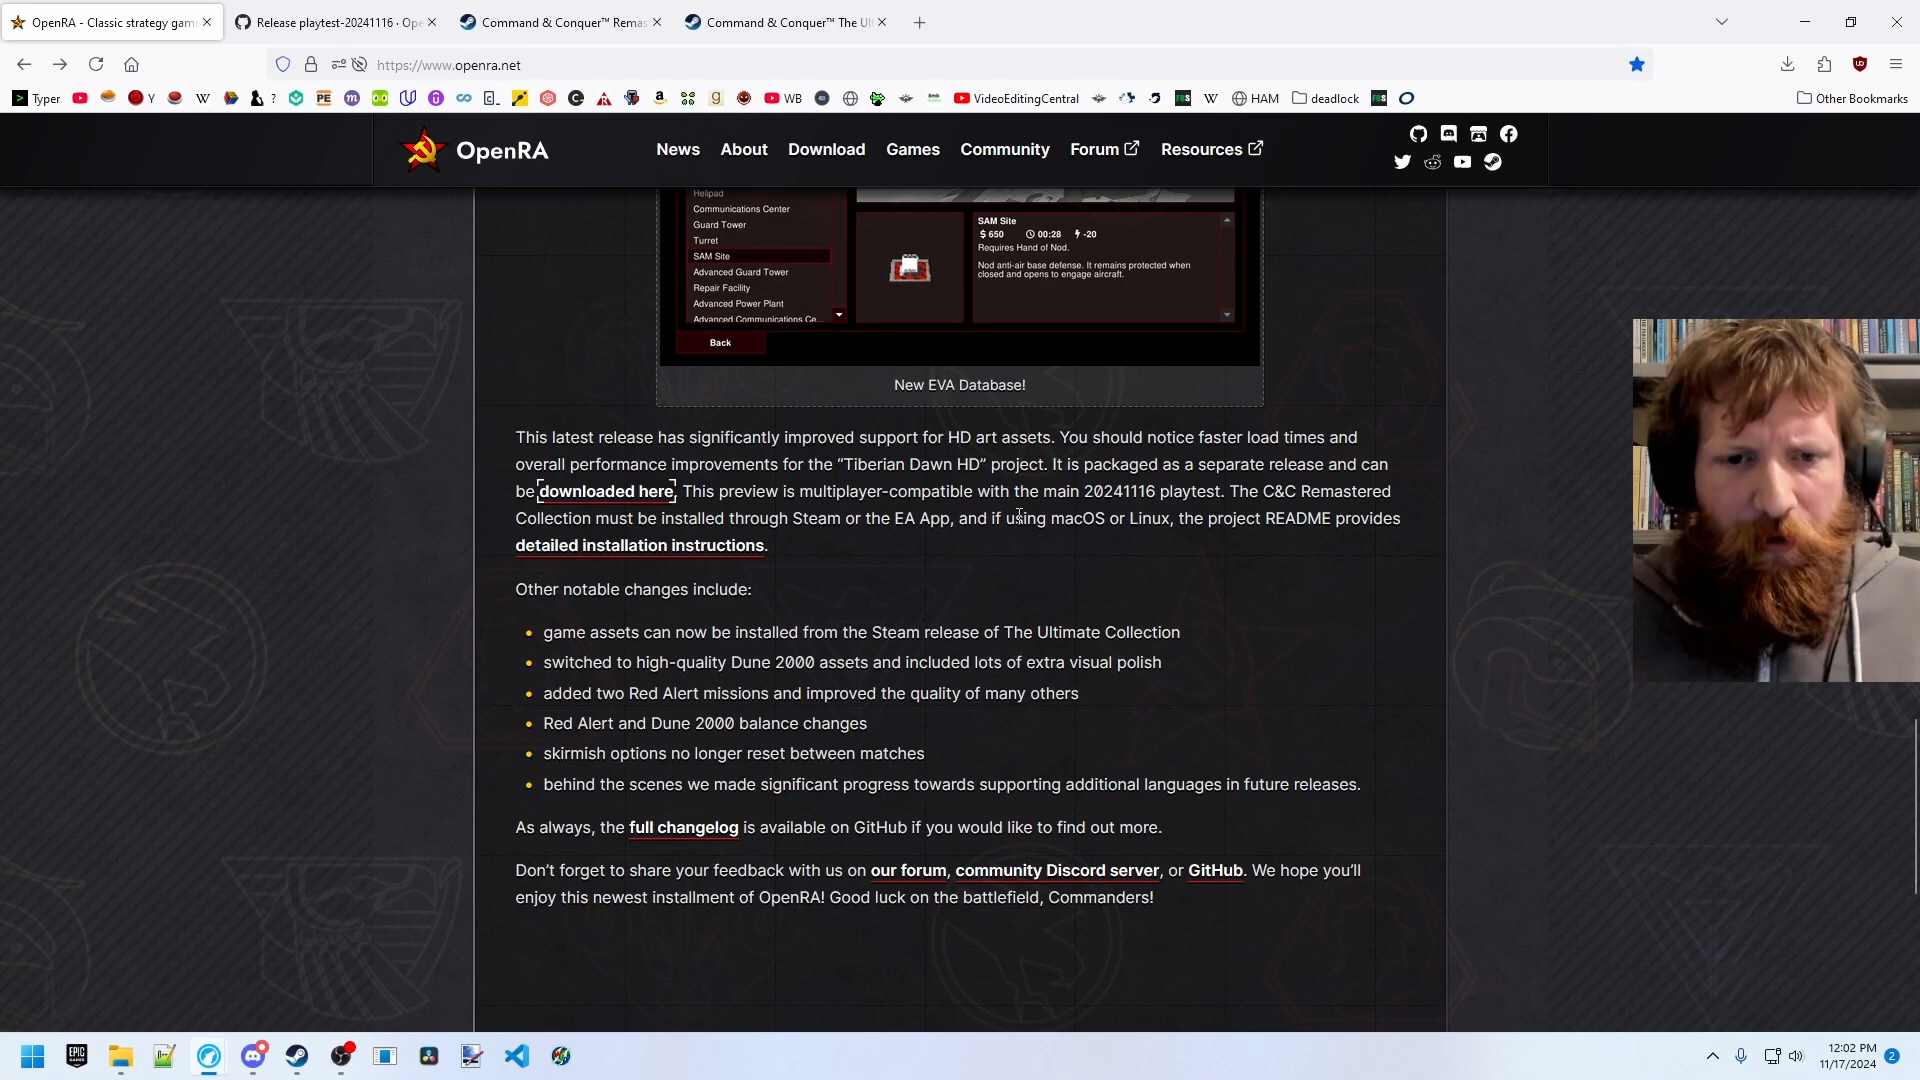 OpenRA - Classic strategy gam
Release playtest-20241116 · Ope
Command & Conquer™ Remas
Command & Conquer™ The Ul
https://www.openra.net
Typer
Y
?
WB
VideoEditingCentral
HAM
deadlock
Other Bookmarks
OpenRA
News
About
Download
Games
Community
Forum
Resources
Helipad
Communications Center
Guard Tower
Turret
SAM Site
Advanced Guard Tower
Repair Facility
Advanced Power Plant
Advanced Communications Ce...
SAM Site
$ 650 00:28 -20
Requires Hand of Nod.
Nod anti-air base defense. It remains protected when
closed and opens to engage aircraft.
Back
New EVA Database!
This latest release has significantly improved support for HD art assets. You should notice faster load times and
overall performance improvements for the “Tiberian Dawn HD” project. It is packaged as a separate release and can
be downloaded here. This preview is multiplayer-compatible with the main 20241116 playtest. The C&C Remastered
Collection must be installed through Steam or the EA App, and if using macOS or Linux, the project README provides
detailed installation instructions.
Other notable changes include:
• game assets can now be installed from the Steam release of The Ultimate Collection
• switched to high-quality Dune 2000 assets and included lots of extra visual polish
• added two Red Alert missions and improved the quality of many others
• Red Alert and Dune 2000 balance changes
• skirmish options no longer reset between matches
• behind the scenes we made significant progress towards supporting additional languages in future releases.
As always, the full changelog is available on GitHub if you would like to find out more.
Don’t forget to share your feedback with us on our forum, community Discord server, or GitHub. We hope you’ll
enjoy this newest installment of OpenRA! Good luck on the battlefield, Commanders!
EPIC
12:02 PM
11/17/2024
2